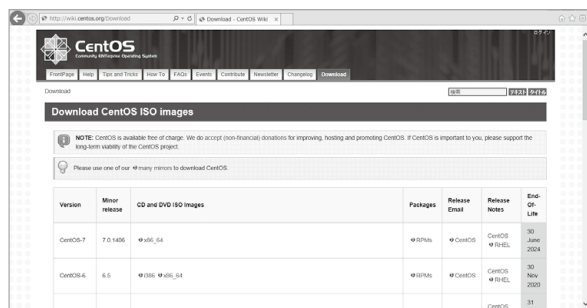 http://wiki.centos.org/Download
Download - CentOS Wiki
ログイン
CentOS
Community ENTerprise Operating System
FrontPage Help Tips and Tricks How To FAQs Events Contribute Newsletter Changelog Download
Download
検索 テキスト タイトル
Download CentOS ISO images
NOTE: CentOS is available free of charge. We do accept (non-financial) donations for improving, hosting and promoting CentOS. If CentOS is important to you, please support the
long-term viability of the CentOS project.
Please use one of our many mirrors to download CentOS.
Version Minor release CD and DVD ISO Images Packages Release Email Release Notes End-Of-Life
CentOS-7 7.0.1406 x86_64 RPMs CentOS CentOS RHEL 30 June 2024
CentOS-6 6.5 i386 x86_64 RPMs CentOS CentOS RHEL 30 Nov 2020
CentOS 31